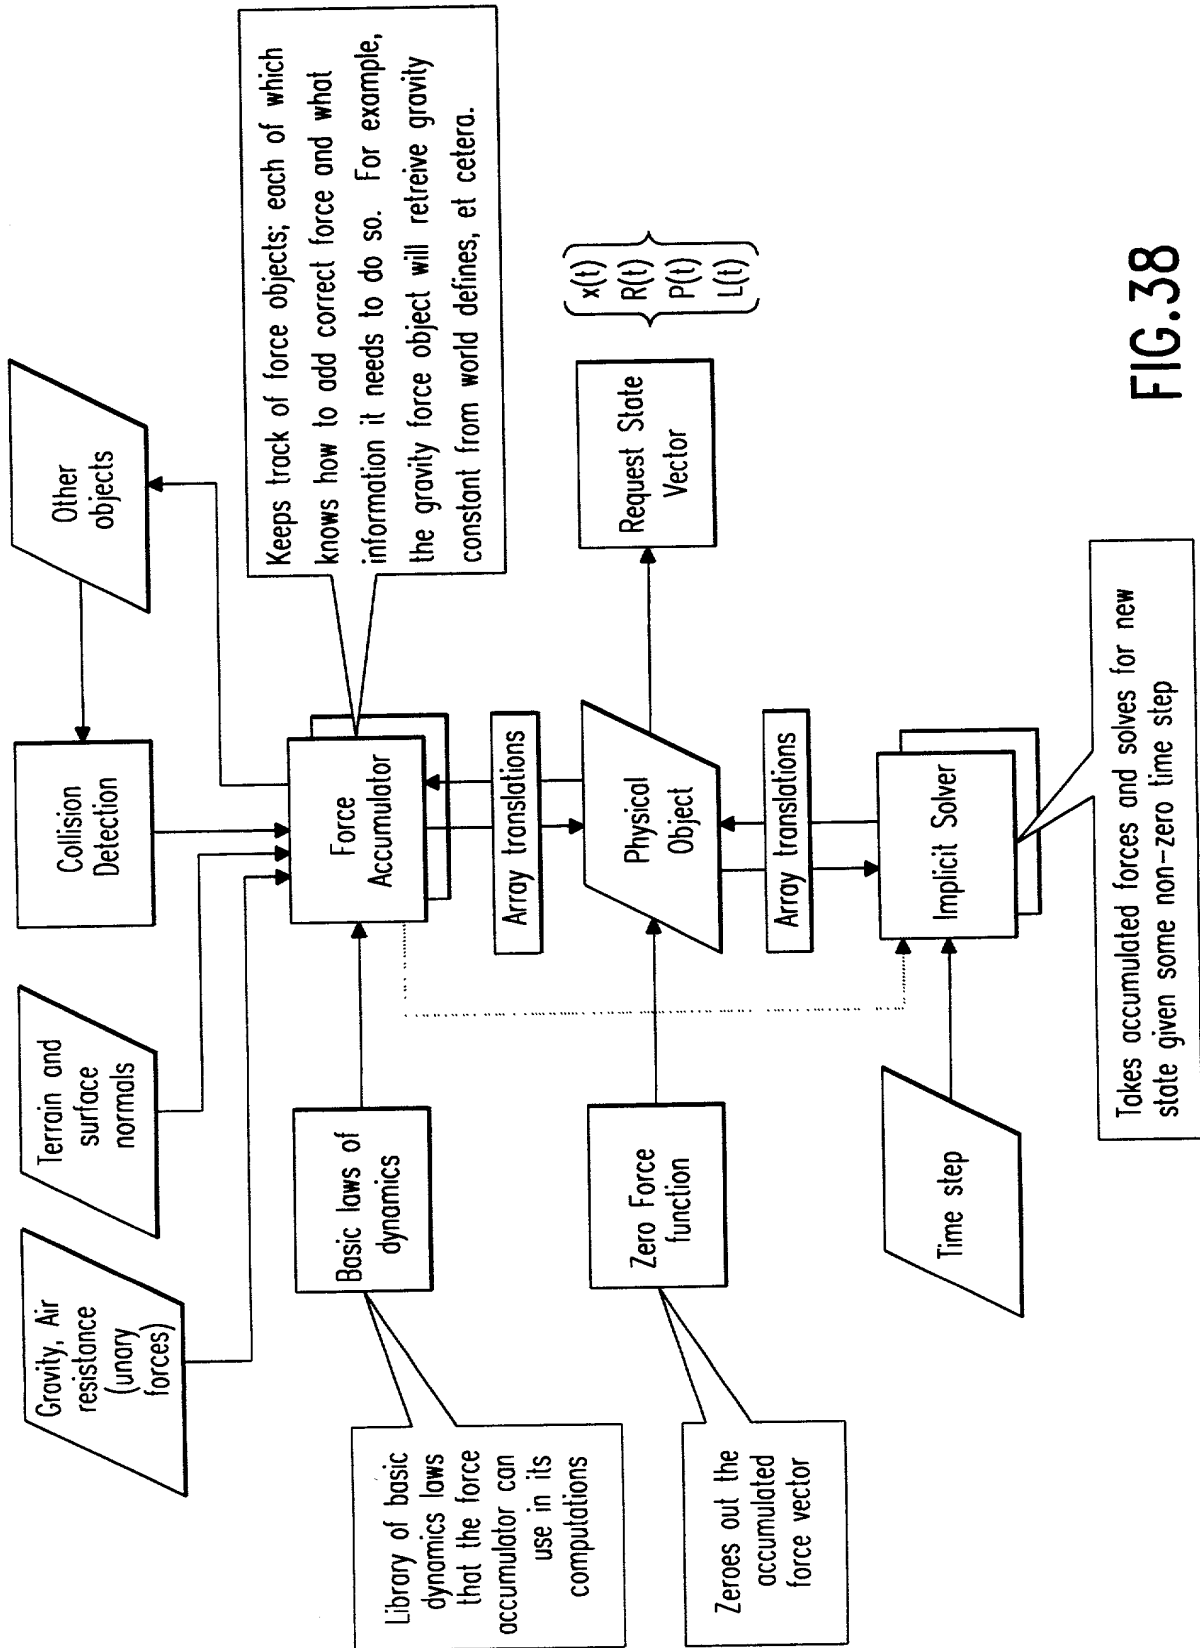 Gravity, Air
resistance
(unary
forces)
Terrain and
surface
normals
Collision
Detection
Other
objects
Library of basic
dynamics laws
that the force
accumulator can
use in its
computations
Basic laws of
dynamics
Force
Accumulator
Keeps track of force objects; each of which
knows how to add correct force and what
information it needs to do so. For example,
the gravity force object will retreive gravity
constant from world defines, et cetera.
Array translations
Zeroes out the
accumulated
force vector
Zero Force
function
Physical
Object
Request State
Vector
x(t)
R(t)
P(t)
L(t)
Array translations
Time step
Implicit Solver
Takes accumulated forces and solves for new
state given some non-zero time step
FIG.38